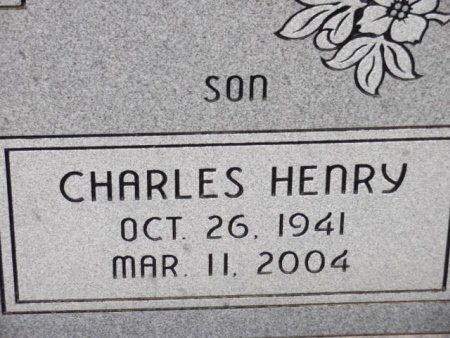 SON
CHARLES HENRY
OCT. 26, 1941
MAR. 11, 2004